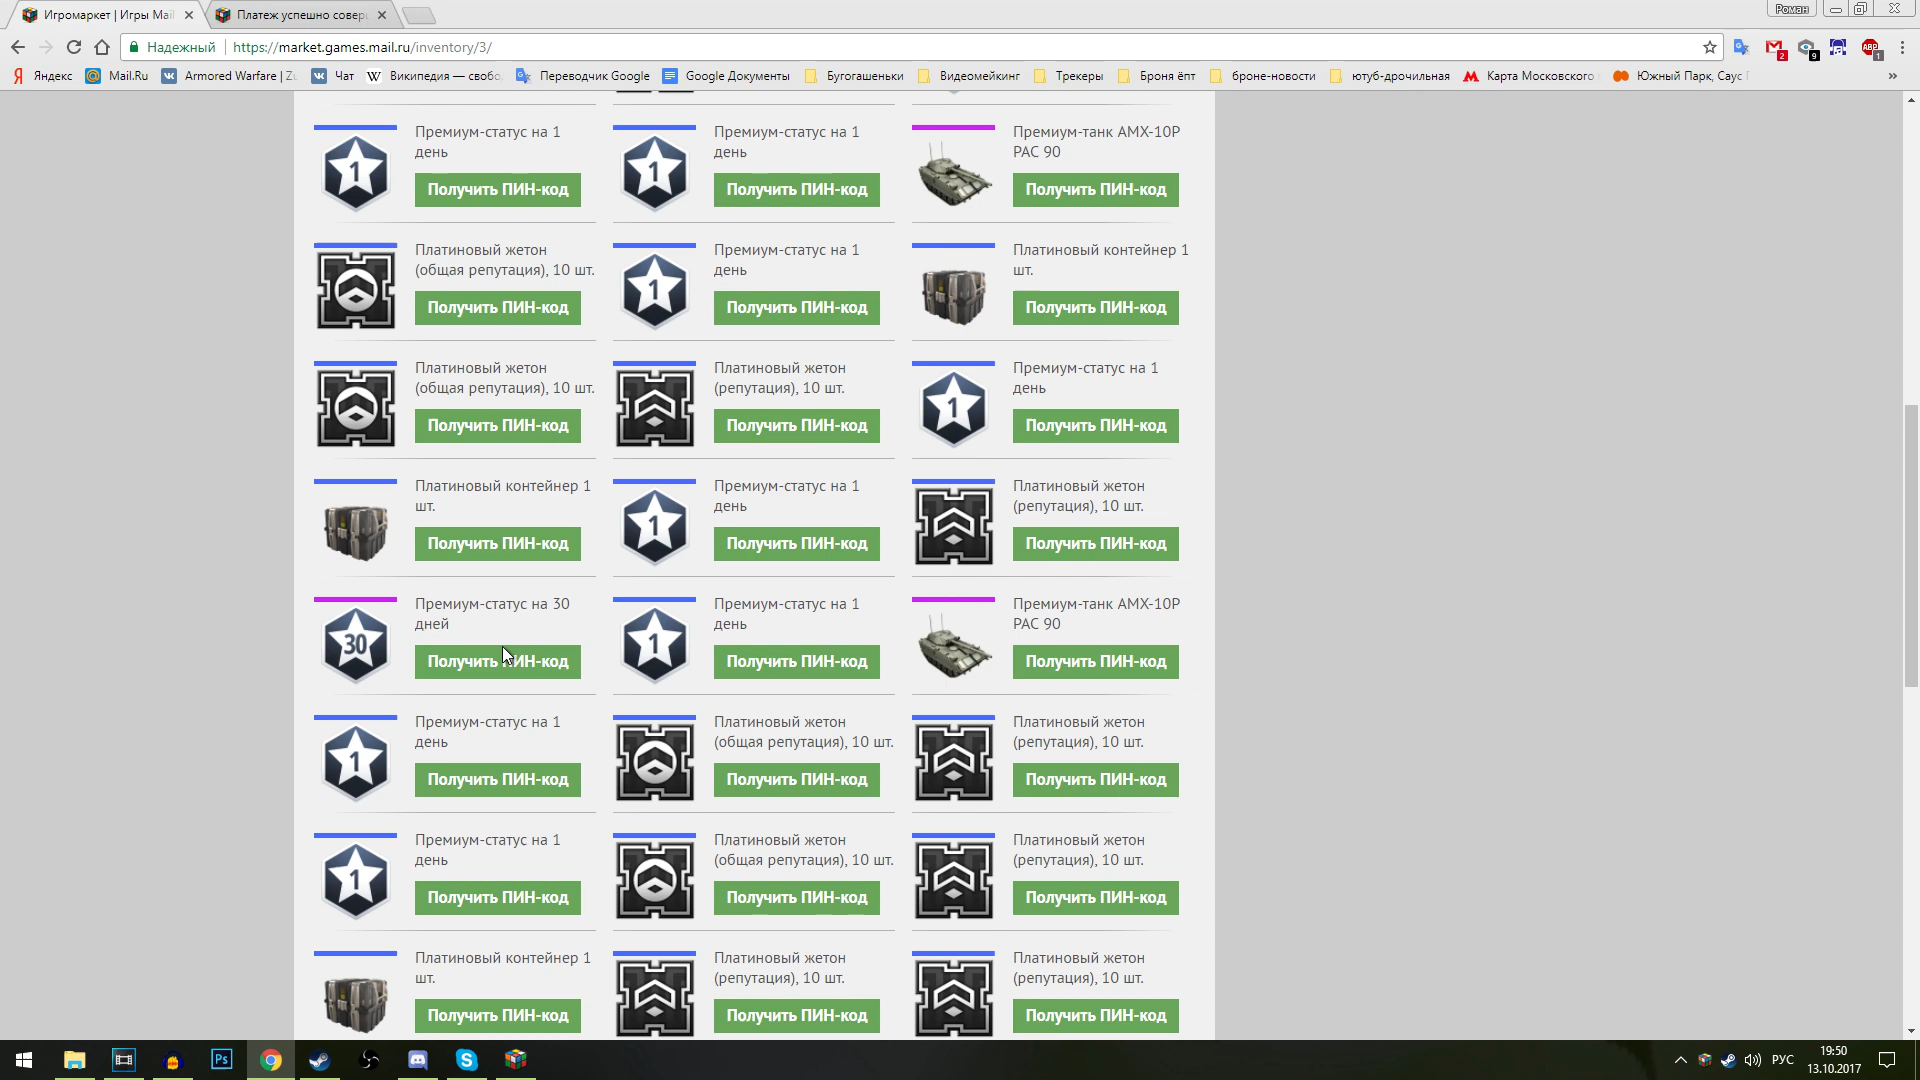 Игромаркет | Игры Mai
Платеж успешно совер
Роман
Надежный
https://market.games.mail.ru/inventory/3/
Яндекс
Mail.Ru
Armored Warfare | Zu
Чат
Википедия — свобо
Переводчик Google
Google Документы
Бугогашеньки
Видеомейкинг
Трекеры
Броня ёпт
броне-новости
ютуб-дрочильная
Карта Московского
Южный Парк, Саус П
»
Премиум-статус на 1
день
Получить ПИН-код
Премиум-статус на 1
день
Получить ПИН-код
Премиум-танк AMX-10P
PAC 90
Получить ПИН-код
Платиновый жетон
(общая репутация), 10 шт.
Получить ПИН-код
Премиум-статус на 1
день
Получить ПИН-код
Платиновый контейнер 1
шт.
Получить ПИН-код
Платиновый жетон
(общая репутация), 10 шт.
Получить ПИН-код
Платиновый жетон
(репутация), 10 шт.
Получить ПИН-код
Премиум-статус на 1
день
Получить ПИН-код
Платиновый контейнер 1
шт.
Получить ПИН-код
Премиум-статус на 1
день
Получить ПИН-код
Платиновый жетон
(репутация), 10 шт.
Получить ПИН-код
Премиум-статус на 30
дней
Получить ПИН-код
Премиум-статус на 1
день
Получить ПИН-код
Премиум-танк AMX-10P
PAC 90
Получить ПИН-код
Премиум-статус на 1
день
Получить ПИН-код
Платиновый жетон
(общая репутация), 10 шт.
Получить ПИН-код
Платиновый жетон
(репутация), 10 шт.
Получить ПИН-код
Премиум-статус на 1
день
Получить ПИН-код
Платиновый жетон
(общая репутация), 10 шт.
Получить ПИН-код
Платиновый жетон
(репутация), 10 шт.
Получить ПИН-код
Платиновый контейнер 1
шт.
Получить ПИН-код
Платиновый жетон
(репутация), 10 шт.
Получить ПИН-код
Платиновый жетон
(репутация), 10 шт.
Получить ПИН-код
Ps
РУС
19:50
13.10.2017